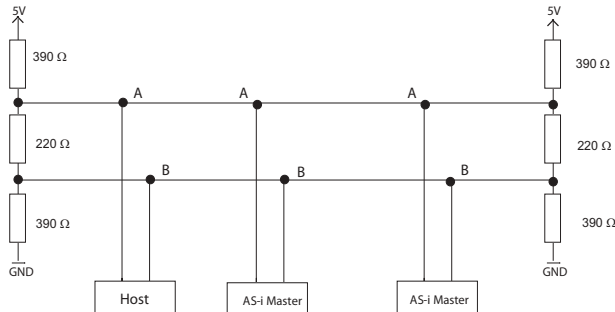 5V
5V
390 Ω
390 Ω
A
A
A
220 Ω
220 Ω
B
B
B
390 Ω
390 Ω
GND
GND
Host
AS-i Master
AS-i Master